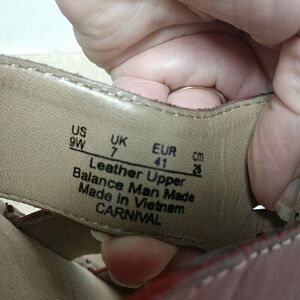 US UK EUR cm
9W 7 41 26
Leather Upper
Balance Man Made
Made in Vietnam
CARNIVAL